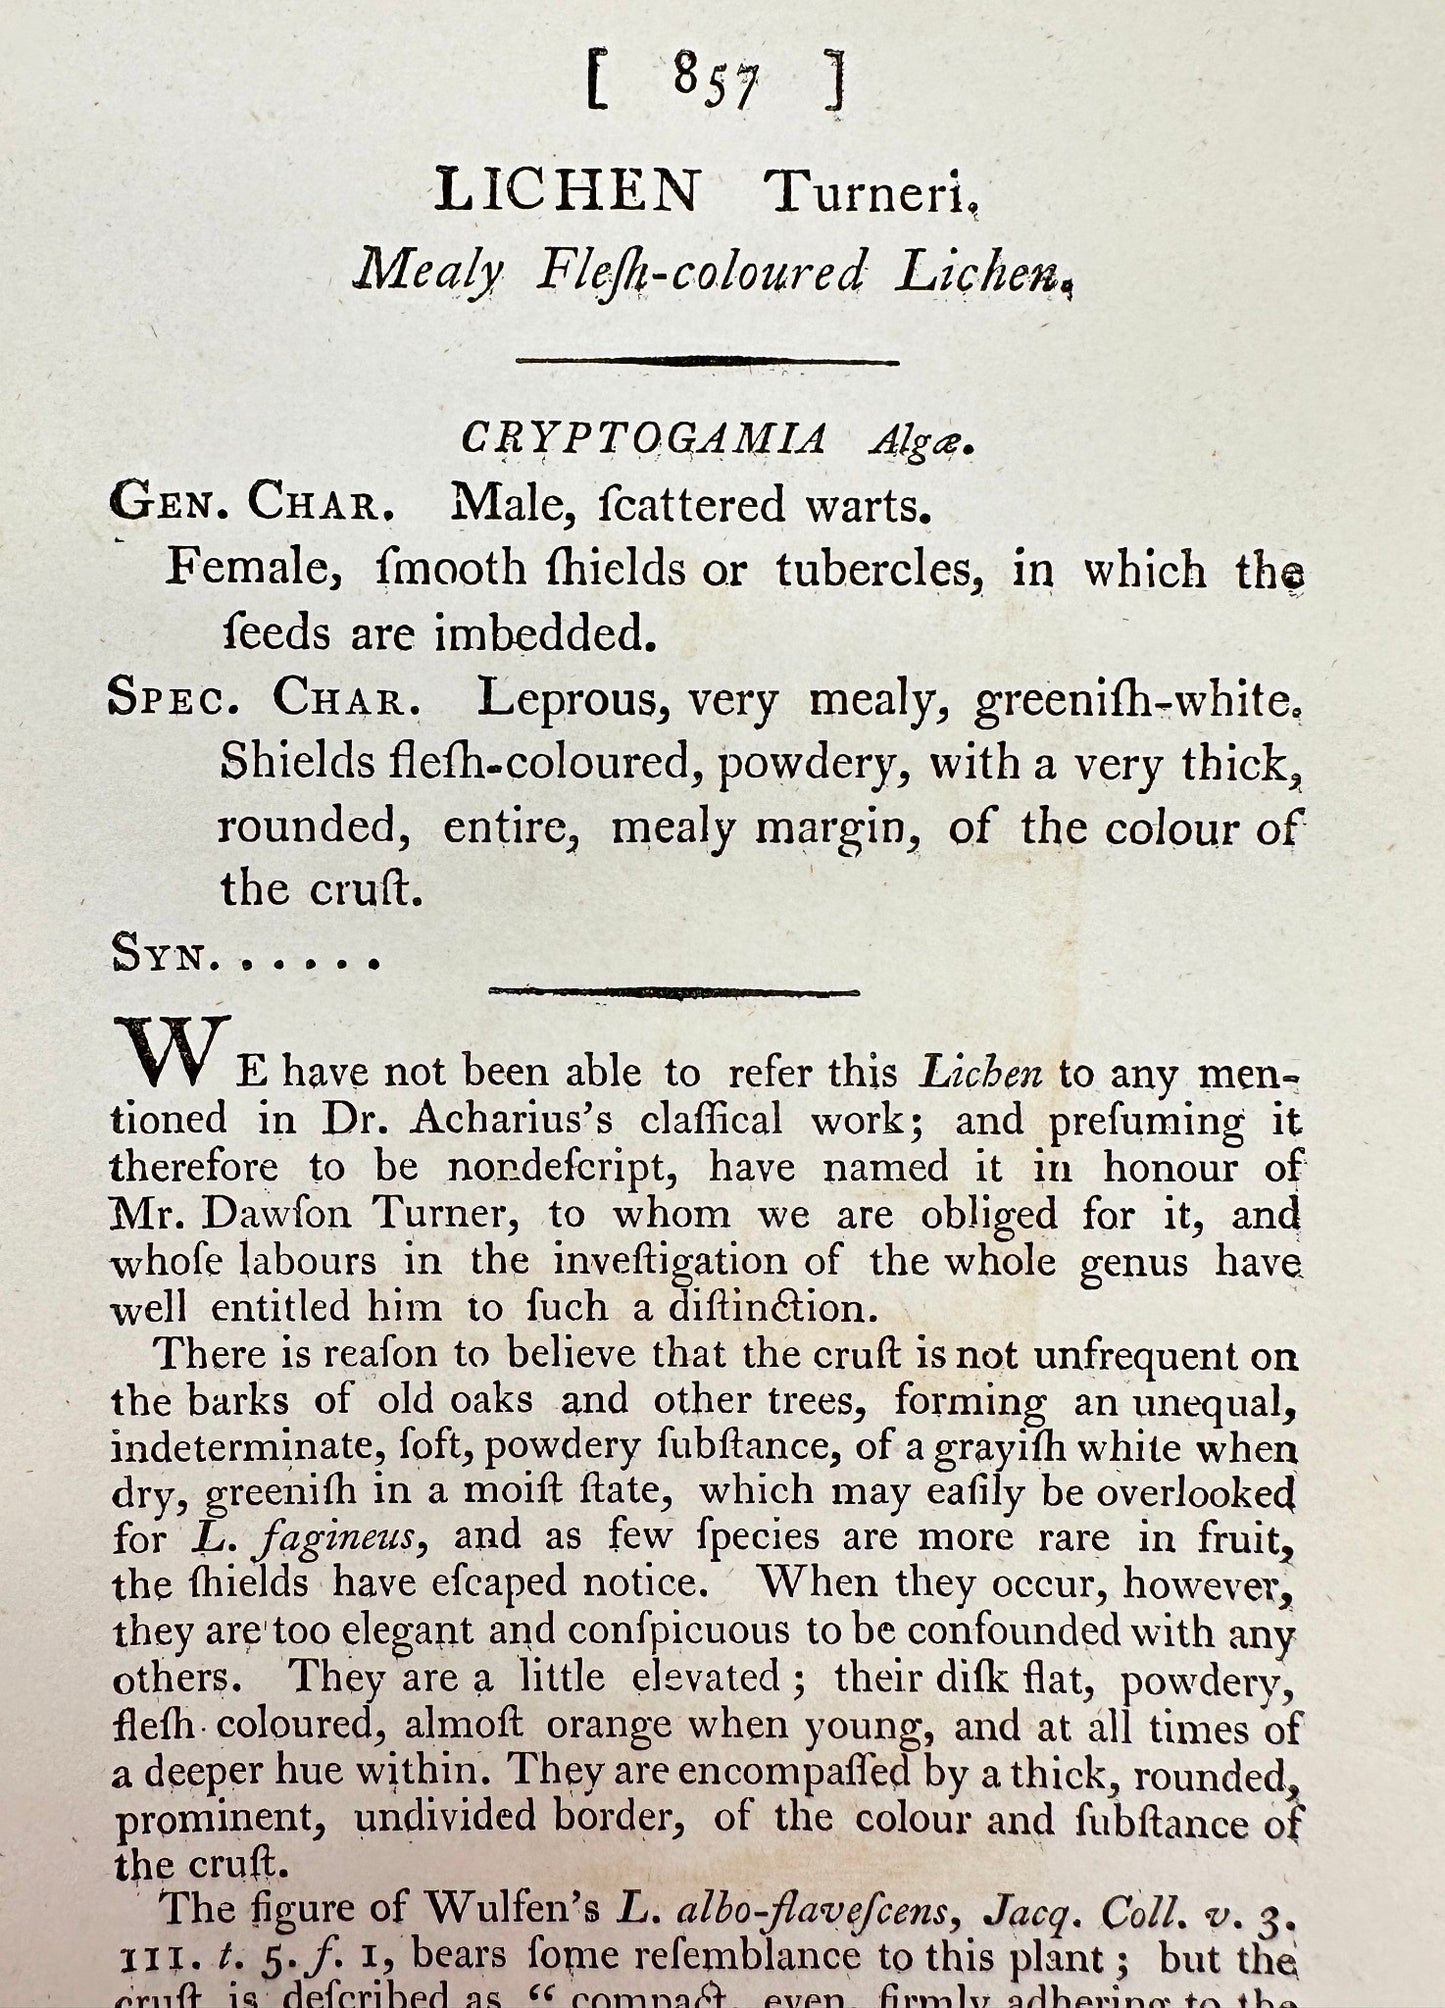 [ 857 ]
LICHEN Turneri.
Mealy Fleſh-coloured Lichen.
CRYPTOGAMIA Algæ.
GEN. CHAR. Male, ſcattered warts.
Female, ſmooth ſhields or tubercles, in which the
ſeeds are imbedded.
SPEC. CHAR. Leprous, very mealy, greeniſh-white.
Shields fleſh-coloured, powdery, with a very thick,
rounded, entire, mealy margin, of the colour of
the cruſt.
SYN. . . . . .
WE have not been able to refer this Lichen to any men-
tioned in Dr. Acharius's claſſical work; and preſuming it
therefore to be nondeſcript, have named it in honour of
Mr. Dawſon Turner, to whom we are obliged for it, and
whoſe labours in the inveſtigation of the whole genus have
well entitled him to ſuch a diſtinction.
There is reaſon to believe that the cruſt is not unfrequent on
the barks of old oaks and other trees, forming an unequal,
indeterminate, ſoft, powdery ſubſtance, of a grayiſh white when
dry, greeniſh in a moiſt ſtate, which may eaſily be overlooked
for L. fagineus, and as few ſpecies are more rare in fruit,
the ſhields have eſcaped notice. When they occur, however,
they are too elegant and conſpicuous to be confounded with any
others. They are a little elevated; their diſk flat, powdery,
fleſh-coloured, almoſt orange when young, and at all times of
a deeper hue within. They are encompaſſed by a thick, rounded,
prominent, undivided border, of the colour and ſubſtance of
the cruſt.
The figure of Wulfen's L. albo-flaveſcens, Jacq. Coll. v. 3.
111. t. 5. f. 1, bears ſome reſemblance to this plant; but the
cruſt is deſcribed as “ compact, even, firmly adhering to the